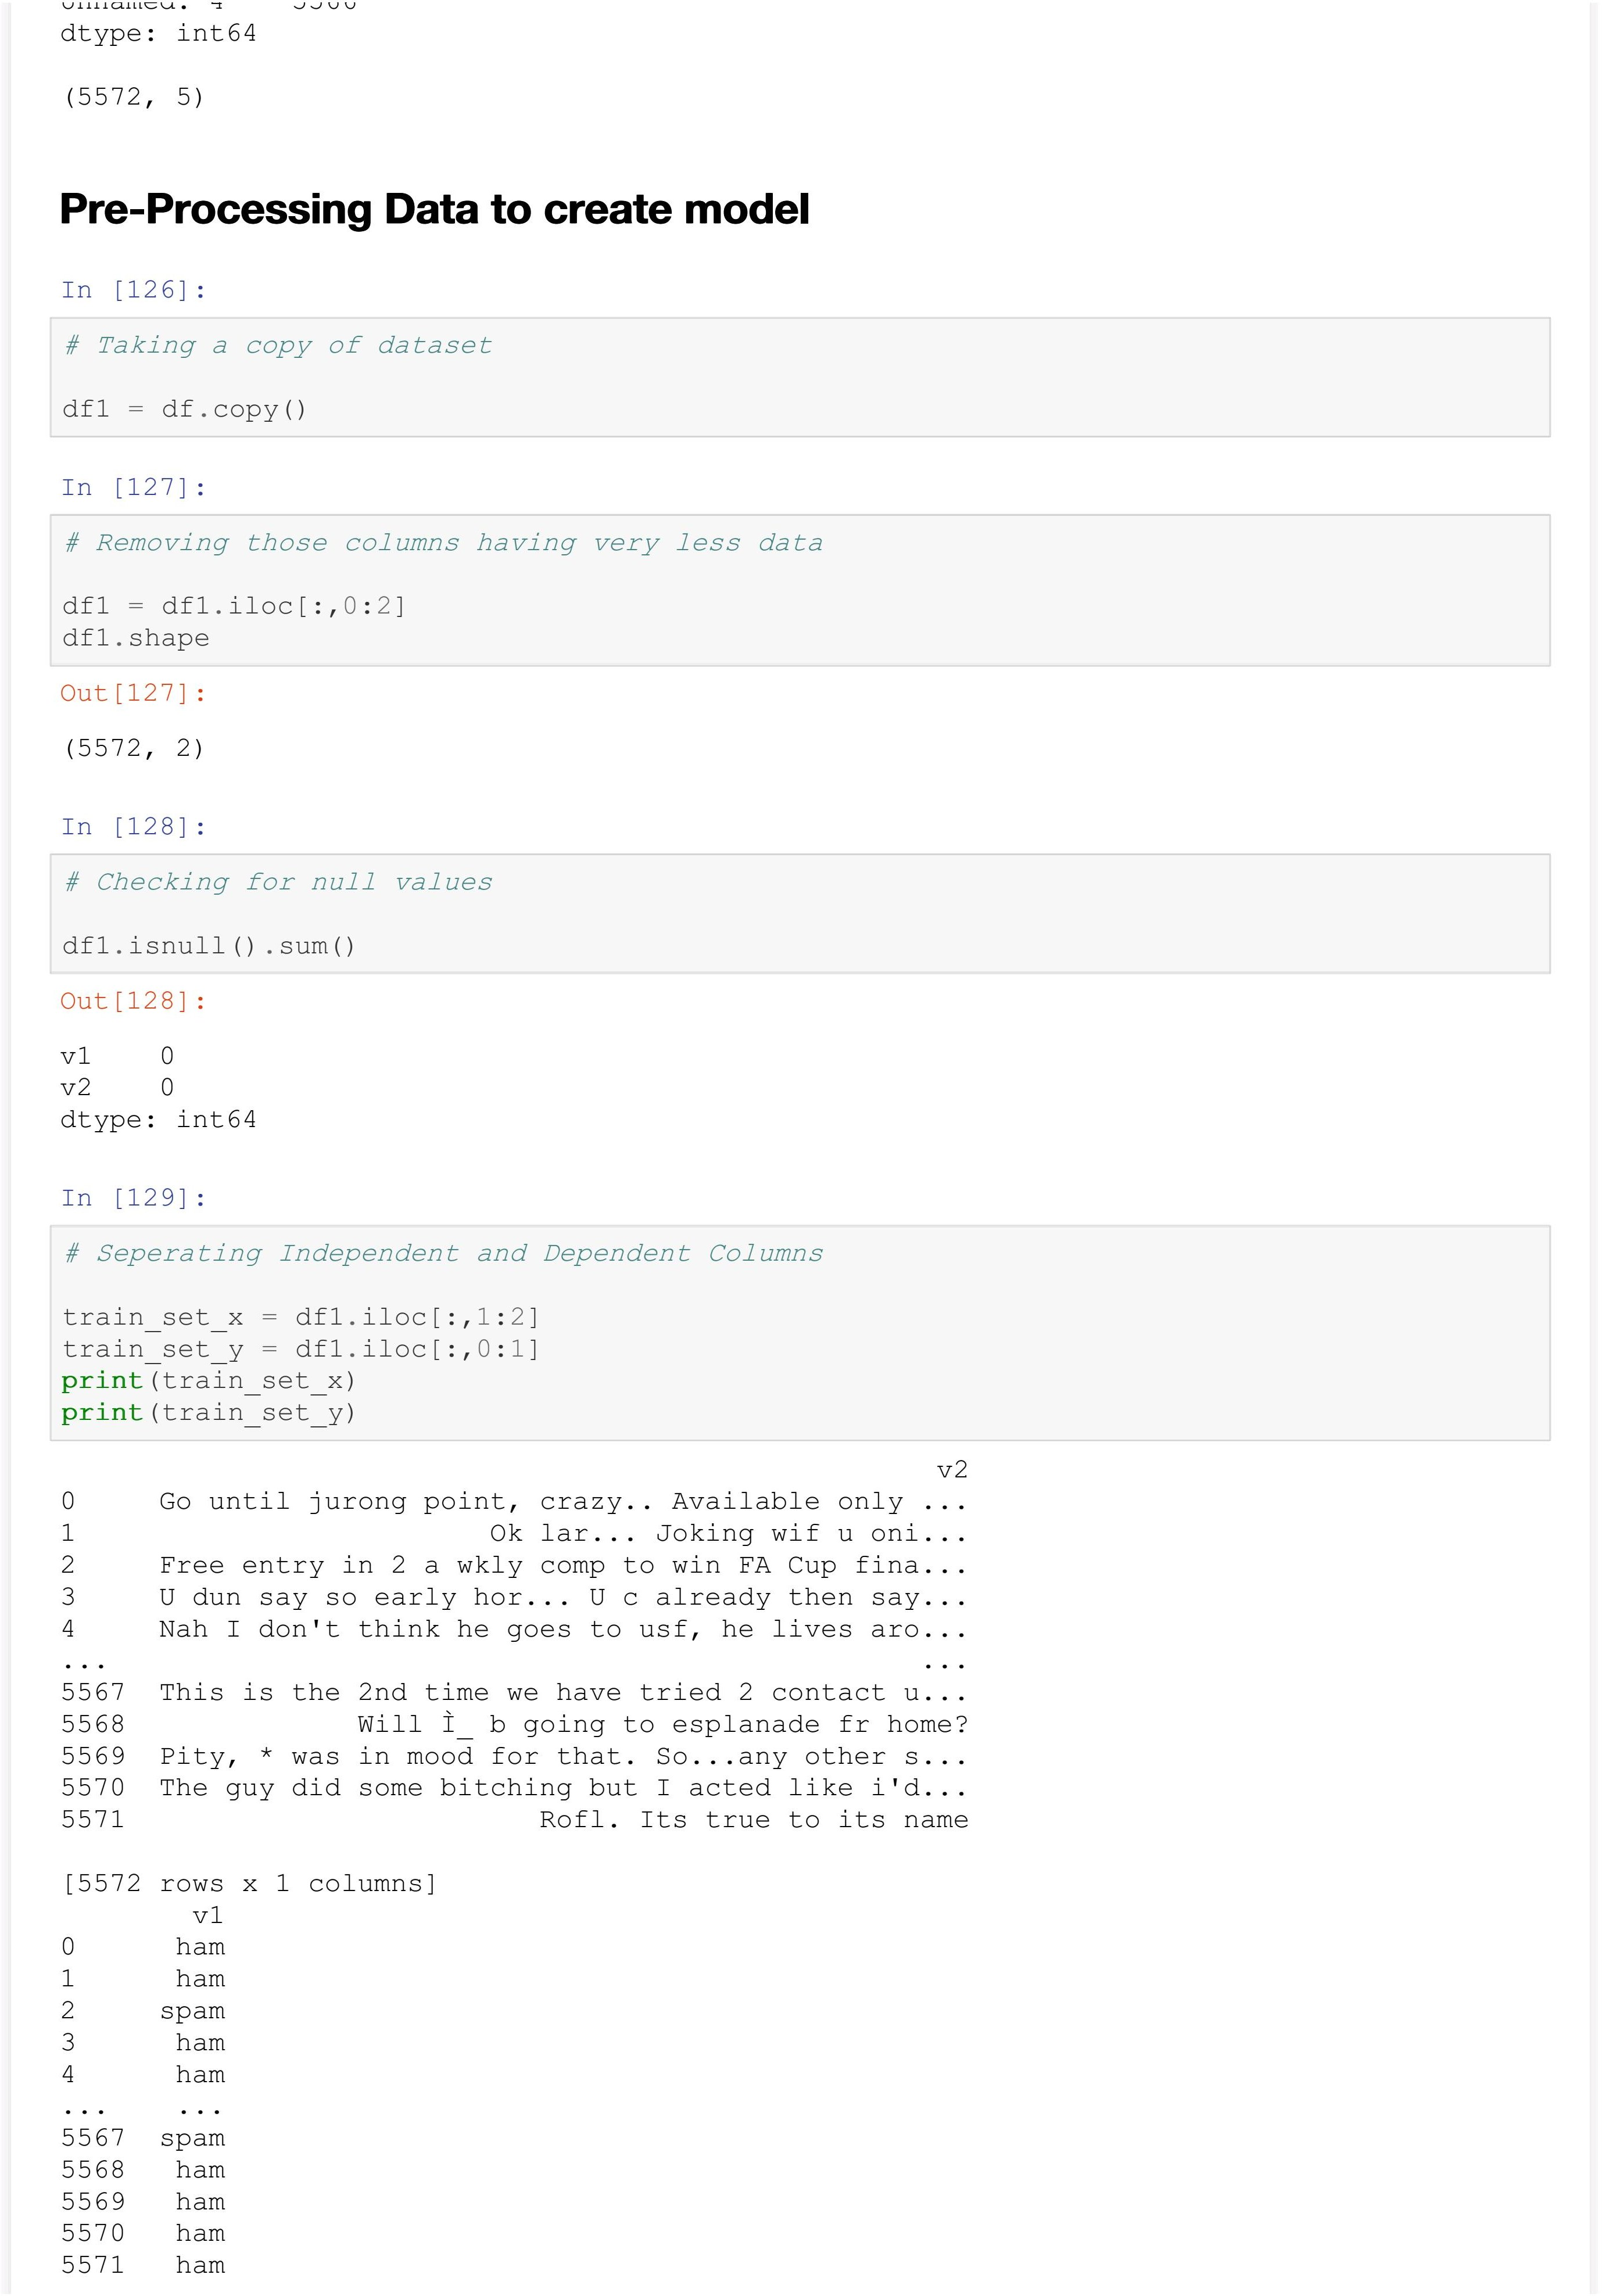 dtype: int64
(5572, 5)
Pre-Processing Data to create model
In [126]:
# Taking a copy of dataset
df1 = df.copy()
In [127]:
# Removing those columns having very less data
df1 = df1.iloc[:,0:2]
df1.shape
Out[127]:
(5572, 2)
In [128]:
# Checking for null values
df1.isnull().sum()
Out[128]:
v1    0
v2    0
dtype: int64
In [129]:
# Seperating Independent and Dependent Columns
train_set_x = df1.iloc[:,1:2]
train_set_y = df1.iloc[:,0:1]
print(train_set_x)
print(train_set_y)
v2
0     Go until jurong point, crazy.. Available only ...
1                         Ok lar... Joking wif u oni...
2     Free entry in 2 a wkly comp to win FA Cup fina...
3     U dun say so early hor... U c already then say...
4     Nah I don't think he goes to usf, he lives aro...
...                                                 ...
5567  This is the 2nd time we have tried 2 contact u...
5568              Will Ì_ b going to esplanade fr home?
5569  Pity, * was in mood for that. So...any other s...
5570  The guy did some bitching but I acted like i'd...
5571                         Rofl. Its true to its name
[5572 rows x 1 columns]
v1
0      ham
1      ham
2     spam
3      ham
4      ham
...    ...
5567  spam
5568   ham
5569   ham
5570   ham
5571   ham